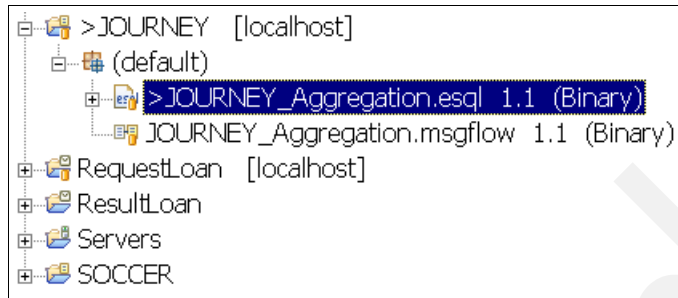 >JOURNEY [localhost]
(default)
>JOURNEY_Aggregation.esql 1.1 (Binary)
JOURNEY_Aggregation.msgflow 1.1 (Binary)
RequestLoan [localhost]
ResultLoan
Servers
SOCCER